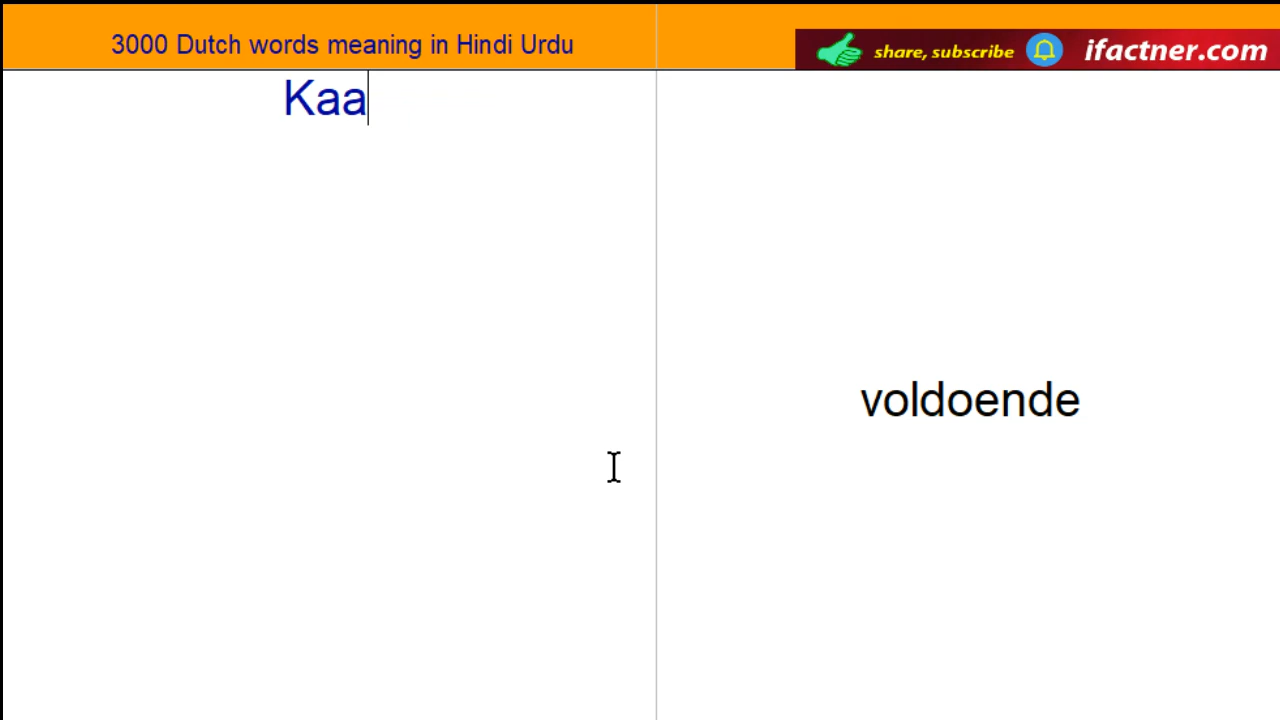 3000 Dutch words meaning in Hindi Urdu
share, subscribe
ifactner.com
Kaa
voldoende